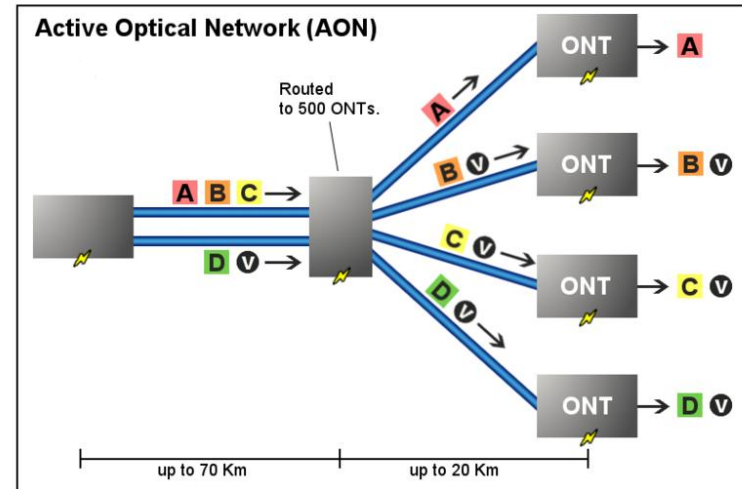 Active Optical Network (AON)
Routed
to 500 ONTs.
A B C
D V
A
B V
C V
D V
ONT
A
ONT
B V
ONT
C V
ONT
D V
up to 70 Km
up to 20 Km